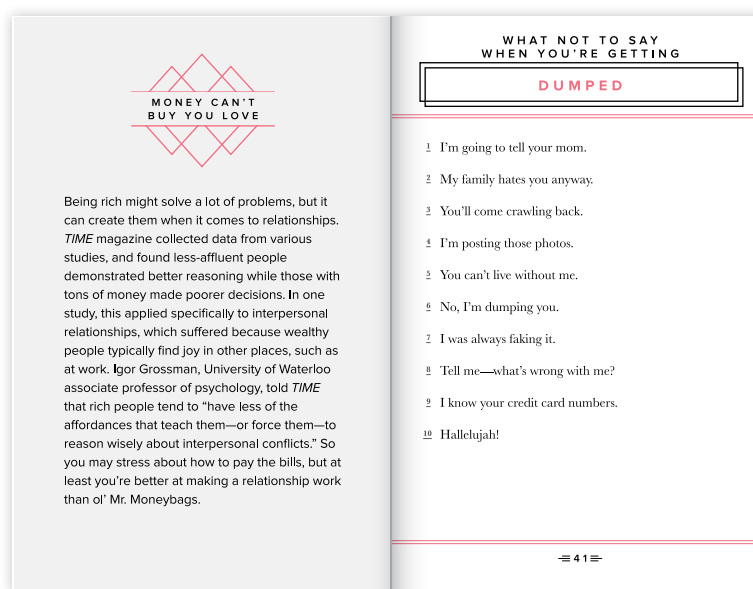 MONEY CAN'T
BUY YOU LOVE
Being rich might solve a lot of problems, but it
can create them when it comes to relationships.
TIME magazine collected data from various
studies, and found less-affluent people
demonstrated better reasoning while those with
tons of money made poorer decisions. In one
study, this applied specifically to interpersonal
relationships, which suffered because wealthy
people typically find joy in other places, such as
at work. Igor Grossman, University of Waterloo
associate professor of psychology, told TIME
that rich people tend to “have less of the
affordances that teach them—or force them—to
reason wisely about interpersonal conflicts.” So
you may stress about how to pay the bills, but at
least you’re better at making a relationship work
than ol’ Mr. Moneybags.
WHAT NOT TO SAY
WHEN YOU'RE GETTING
DUMPED
1 I’m going to tell your mom.
2 My family hates you anyway.
3 You’ll come crawling back.
4 I’m posting those photos.
5 You can’t live without me.
6 No, I’m dumping you.
7 I was always faking it.
8 Tell me—what’s wrong with me?
9 I know your credit card numbers.
10 Hallelujah!
41